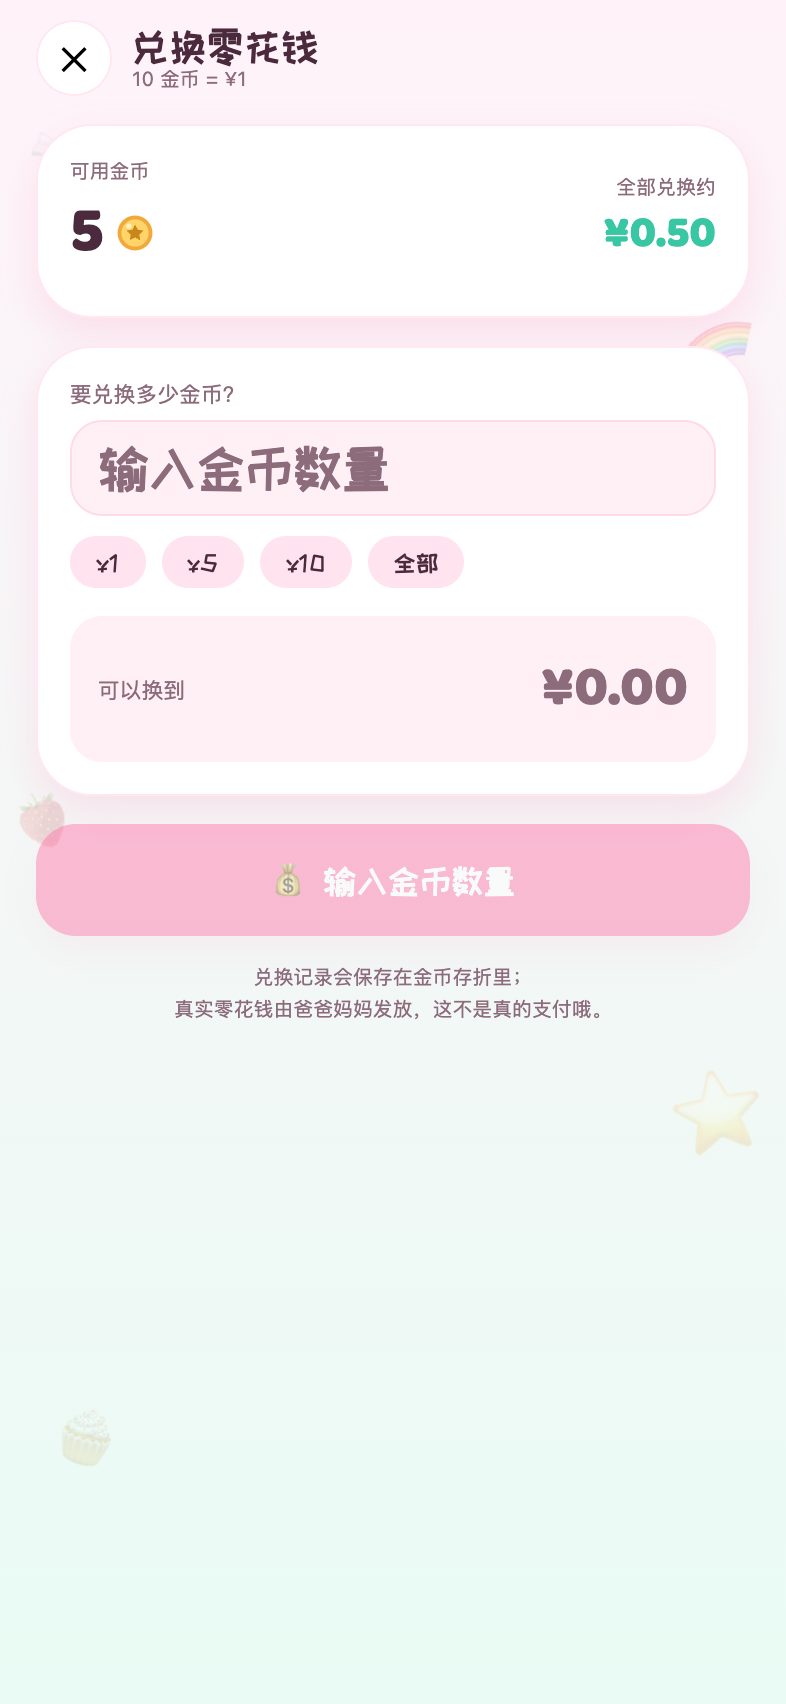 兑换零花钱
10 金币 = ¥1
可用金币
5
全部兑换约
¥0.50
要兑换多少金币?
输入金币数量
¥1 ¥5 ¥10 全部
可以换到 ¥0.00
输入金币数量
兑换记录会保存在金币存折里；
真实零花钱由爸爸妈妈发放，这不是真的支付哦。